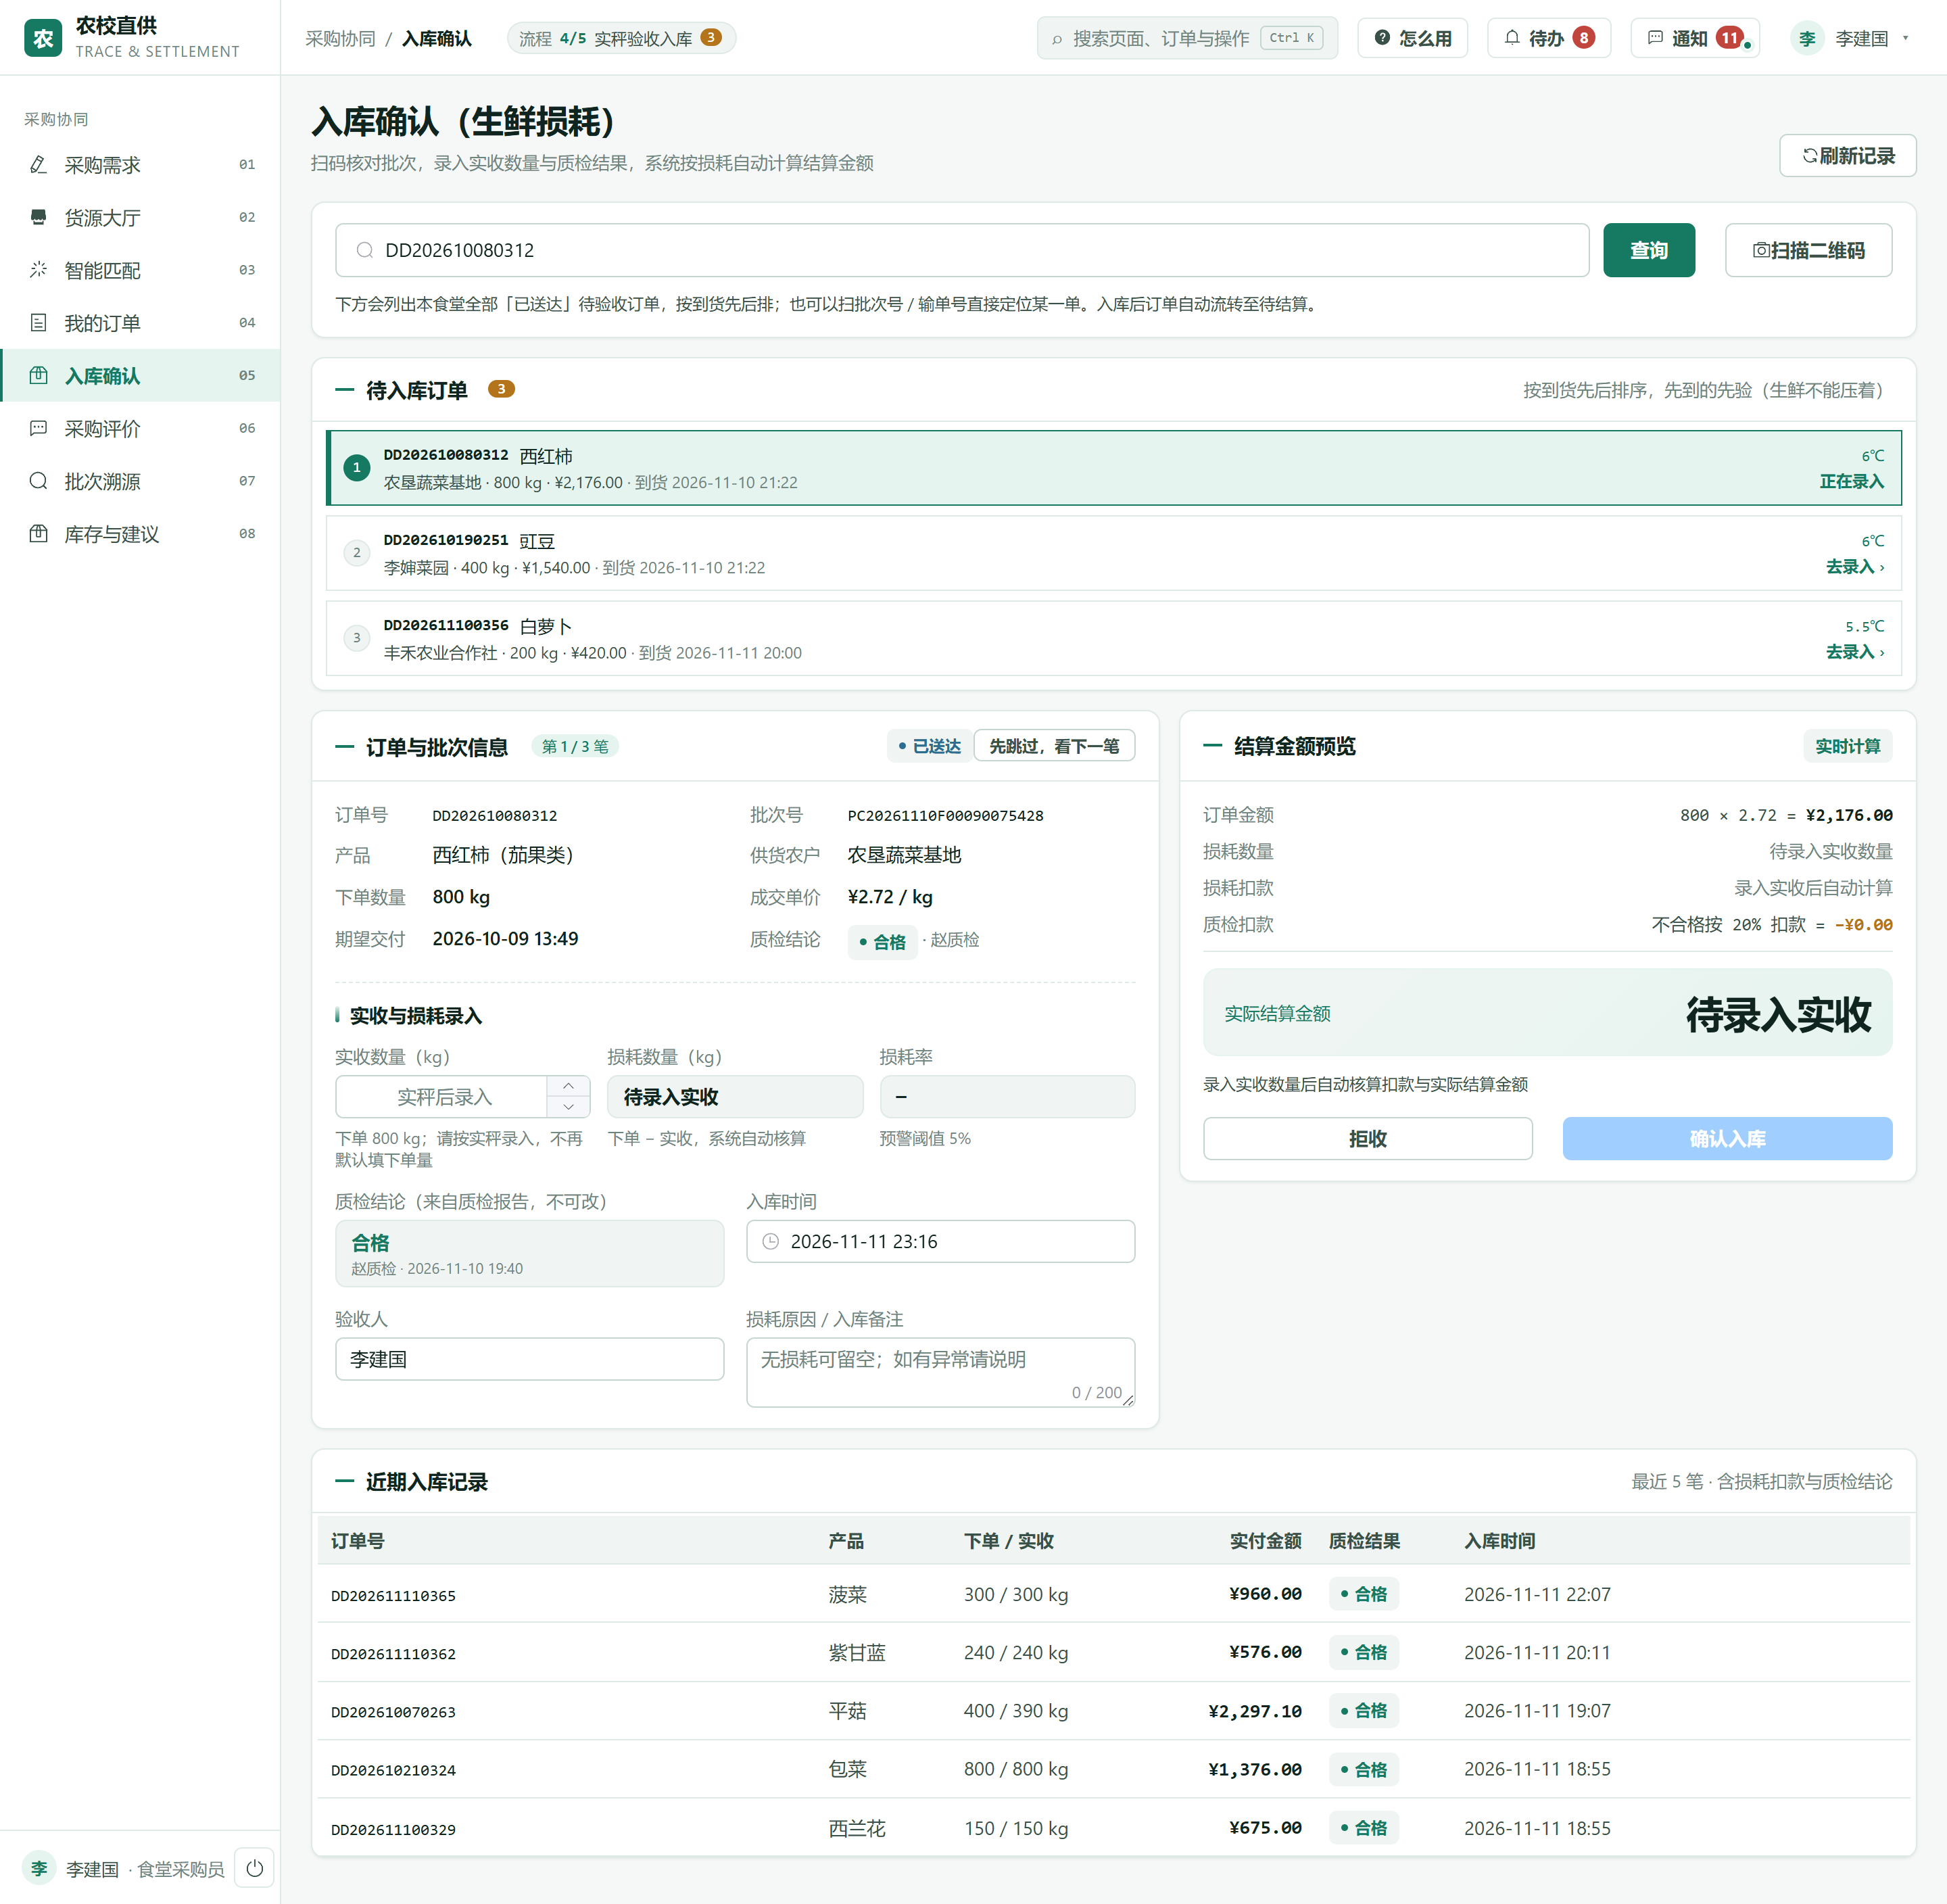 农
农校直供
TRACE & SETTLEMENT
采购协同 / 入库确认
流程 4/5 实秤验收入库 3
搜索页面、订单与操作 Ctrl K
怎么用
待办 8
通知 11
李 李建国
采购协同
采购需求 01
货源大厅 02
智能匹配 03
我的订单 04
入库确认 05
采购评价 06
批次溯源 07
库存与建议 08
入库确认（生鲜损耗）
扫码核对批次，录入实收数量与质检结果，系统按损耗自动计算结算金额
刷新记录
DD202610080312
查询
扫描二维码
下方会列出本食堂全部「已送达」待验收订单，按到货先后排；也可以扫批次号 / 输单号直接定位某一单。入库后订单自动流转至待结算。
待入库订单 3
按到货先后排序，先到的先验（生鲜不能压着）
1
DD202610080312 西红柿
6℃
农垦蔬菜基地 · 800 kg · ¥2,176.00 · 到货 2026-11-10 21:22
正在录入
2
DD202610190251 豇豆
6℃
李婶菜园 · 400 kg · ¥1,540.00 · 到货 2026-11-10 21:22
去录入 ›
3
DD202611100356 白萝卜
5.5℃
丰禾农业合作社 · 200 kg · ¥420.00 · 到货 2026-11-11 20:00
去录入 ›
订单与批次信息 第 1 / 3 笔
已送达
先跳过，看下一笔
订单号 DD202610080312
批次号 PC20261110F00090075428
产品 西红柿（茄果类）
供货农户 农垦蔬菜基地
下单数量 800 kg
成交单价 ¥2.72 / kg
期望交付 2026-10-09 13:49
质检结论 合格 · 赵质检
实收与损耗录入
实收数量（kg）
损耗数量（kg）
损耗率
实秤后录入
待录入实收
–
下单 800 kg；请按实秤录入，不再
默认填下单量
下单 − 实收，系统自动核算
预警阈值 5%
质检结论（来自质检报告，不可改）
入库时间
合格
赵质检 · 2026-11-10 19:40
2026-11-11 23:16
验收人
损耗原因 / 入库备注
李建国
无损耗可留空；如有异常请说明
0 / 200
结算金额预览
实时计算
订单金额 800 × 2.72 = ¥2,176.00
损耗数量 待录入实收数量
损耗扣款 录入实收后自动计算
质检扣款 不合格按 20% 扣款 = −¥0.00
实际结算金额 待录入实收
录入实收数量后自动核算扣款与实际结算金额
拒收
确认入库
近期入库记录
最近 5 笔 · 含损耗扣款与质检结论
订单号 产品 下单 / 实收 实付金额 质检结果 入库时间
DD202611110365 菠菜 300 / 300 kg ¥960.00 合格 2026-11-11 22:07
DD202611110362 紫甘蓝 240 / 240 kg ¥576.00 合格 2026-11-11 20:11
DD202610070263 平菇 400 / 390 kg ¥2,297.10 合格 2026-11-11 19:07
DD202610210324 包菜 800 / 800 kg ¥1,376.00 合格 2026-11-11 18:55
DD202611100329 西兰花 150 / 150 kg ¥675.00 合格 2026-11-11 18:55
李 李建国 · 食堂采购员